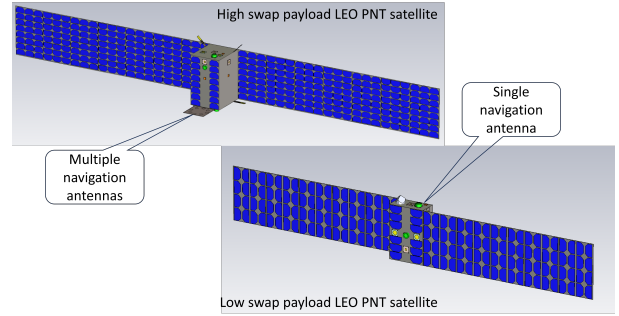 High swap payload LEO PNT satellite
Single
navigation
antenna
Multiple
navigation
antennas
Low swap payload LEO PNT satellite